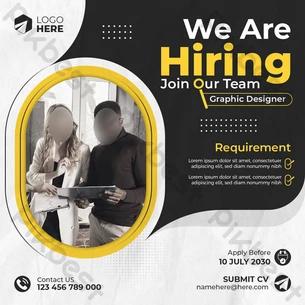 LOGO
HERE
We Are
Hiring
Join Our Team
Graphic Designer
Requirement
Lorem ipsum dolor sit amet,
consectetuer adipiscing elit, sed diam
nonummy nibh
Lorem ipsum dolor sit amet,
consectetuer adipiscing elit, sed diam
nonummy nibh
Apply Before
10 JULY 2030
Contact Us
123 456 789 000
SUBMIT CV
namehere@here.com
pikbest